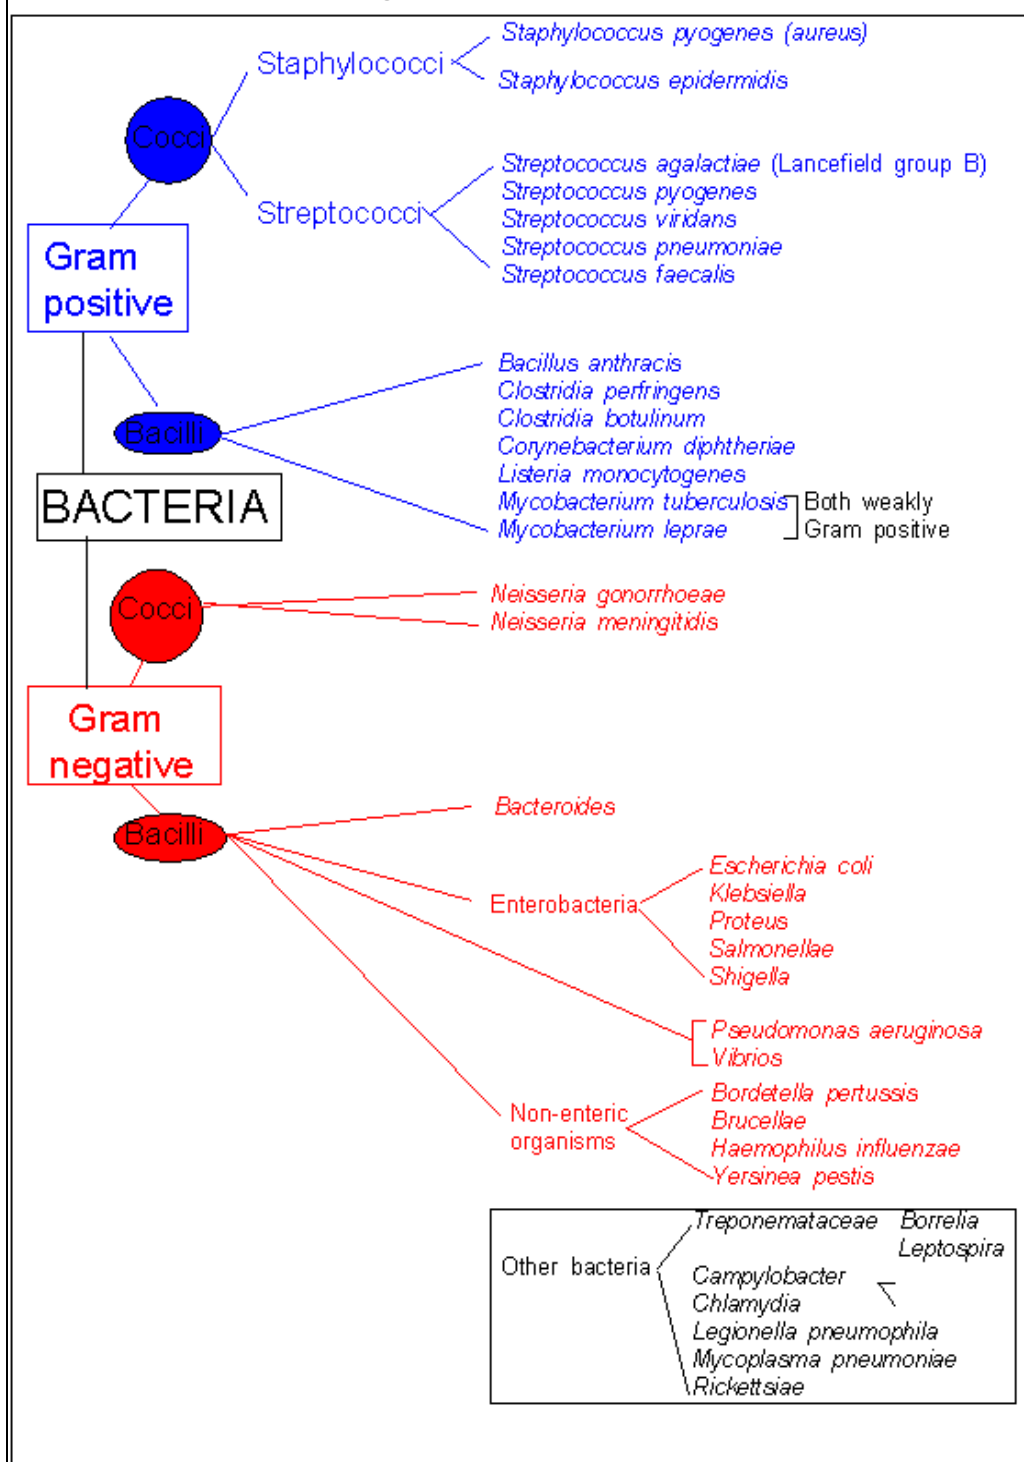 Staphylococcus pyogenes (aureus)
Staphylococci
Staphylococcus epidermidis
Cocci
Streptococcus agalactiae (Lancefield group B)
Streptococcus pyogenes
Streptococci
Streptococcus viridans
Streptococcus pneumoniae
Streptococcus faecalis
Gram
positive
Bacillus anthracis
Clostridia perfringens
Clostridia botulinum
Bacilli
Corynebacterium diphtheriae
Listeria monocytogenes
Mycobacterium tuberculosis Both weakly
Mycobacterium leprae Gram positive
BACTERIA
Neisseria gonorrhoeae
Cocci
Neisseria meningitidis
Gram
negative
Bacteroides
Bacilli
Escherichia coli
Klebsiella
Enterobacteria
Proteus
Salmonellae
Shigella
Pseudomonas aeruginosa
Vibrios
Bordetella pertussis
Non-enteric
organisms
Brucellae
Haemophilus influenzae
Yersinea pestis
Treponemataceae Borrelia
Leptospira
Other bacteria
Campylobacter
Chlamydia
Legionella pneumophila
Mycoplasma pneumoniae
Rickettsiae